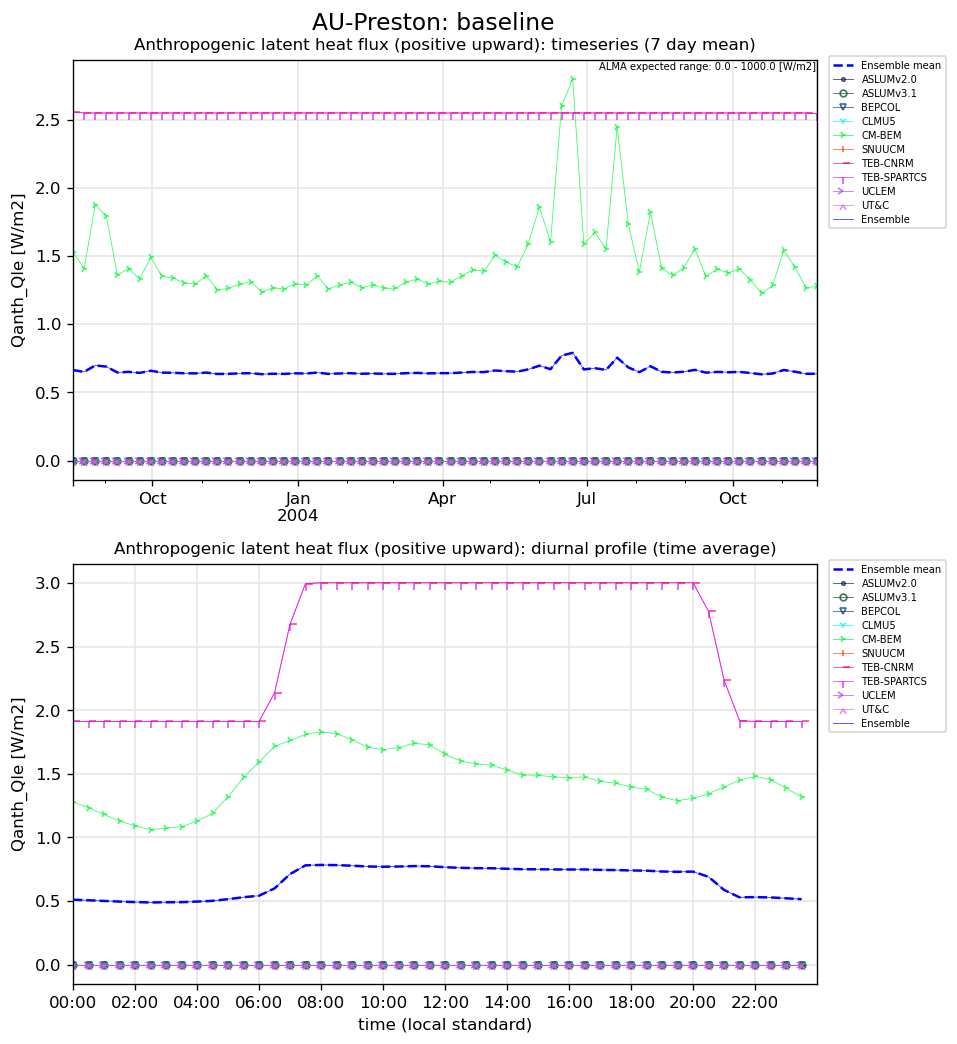 AU-Preston: baseline
Anthropogenic latent heat flux (positive upward): timeseries (7 day mean)
ALMA expected range: 0.0 - 1000.0 [W/m2]
Qanth_Qle [W/m2]
2.5
2.0
1.5
1.0
0.5
0.0
Oct
Jan
2004
Apr
Jul
Oct
Ensemble mean
ASLUMv2.0
ASLUMv3.1
BEPCOL
CLMU5
CM-BEM
SNUUCM
TEB-CNRM
TEB-SPARTCS
UCLEM
UT&C
Ensemble
Anthropogenic latent heat flux (positive upward): diurnal profile (time average)
Qanth_Qle [W/m2]
3.0
2.5
2.0
1.5
1.0
0.5
0.0
00:00 02:00 04:00 06:00 08:00 10:00 12:00 14:00 16:00 18:00 20:00 22:00
time (local standard)
Ensemble mean
ASLUMv2.0
ASLUMv3.1
BEPCOL
CLMU5
CM-BEM
SNUUCM
TEB-CNRM
TEB-SPARTCS
UCLEM
UT&C
Ensemble